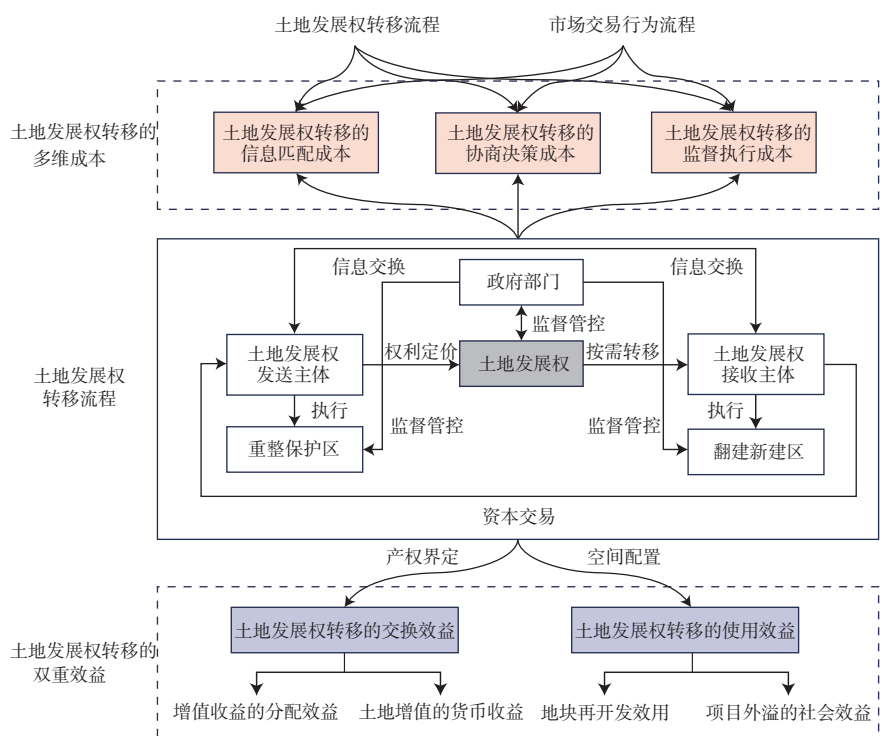 土地发展权转移流程
市场交易行为流程
土地发展权转移的
多维成本
土地发展权转移的
信息匹配成本
土地发展权转移的
协商决策成本
土地发展权转移的
监督执行成本
信息交换
政府部门
信息交换
监督管控
土地发展权
转移流程
土地发展权
发送主体
权利定价
土地发展权
按需转移
土地发展权
接收主体
执行
监督管控
监督管控
执行
重整保护区
翻建新建区
资本交易
产权界定
空间配置
土地发展权转移的
双重效益
土地发展权转移的交换效益
土地发展权转移的使用效益
增值收益的分配效益
土地增值的货币收益
地块再开发效用
项目外溢的社会效益